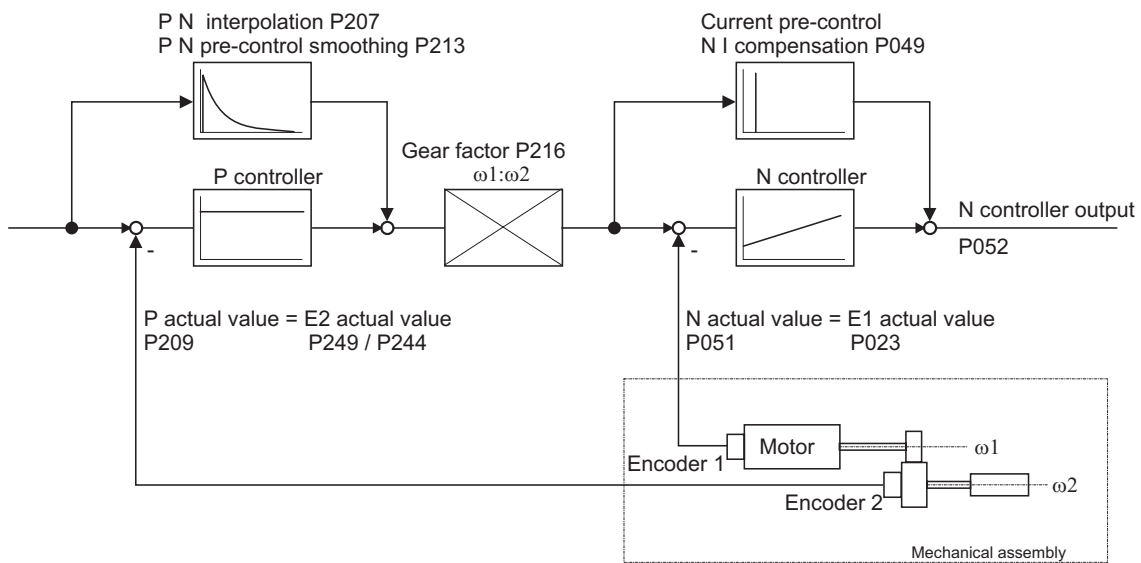 P N interpolation P207
P N pre-control smoothing P213
Current pre-control
N I compensation P049
Gear factor P216
ω1:ω2
P controller
N controller
N controller output
P052
-
-
P actual value = E2 actual value
P209 P249 / P244
N actual value = E1 actual value
P051 P023
Motor
ω1
Encoder 1
ω2
Encoder 2
Mechanical assembly